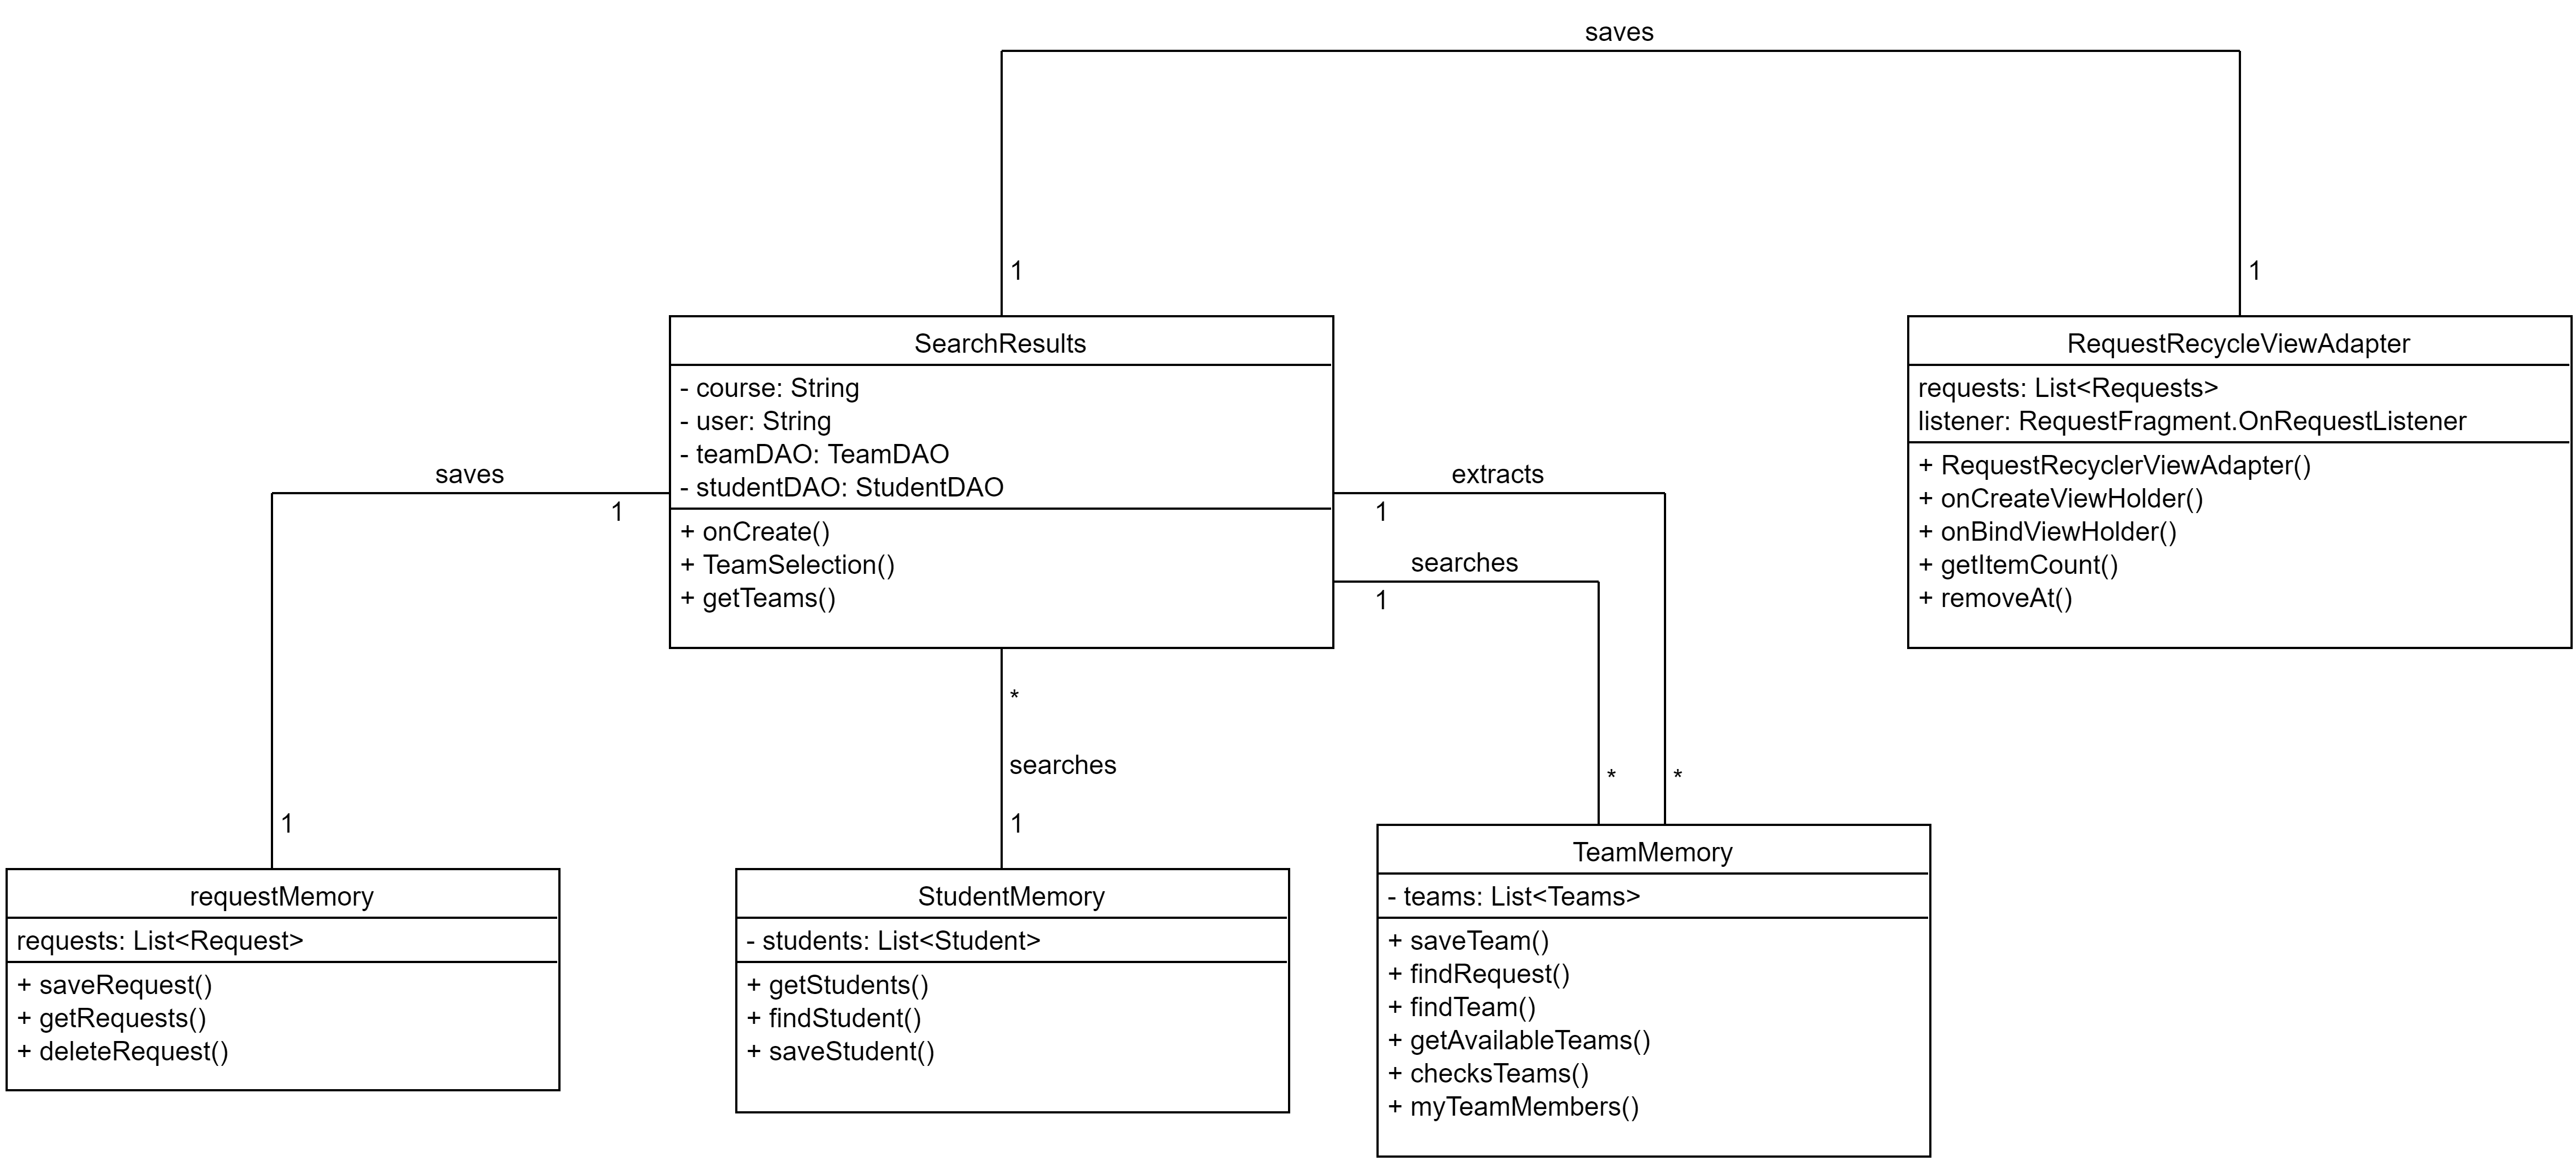 saves
1
1
SearchResults
- course: String
- user: String
- teamDAO: TeamDAO
- studentDAO: StudentDAO
+ onCreate()
+ TeamSelection()
+ getTeams()
RequestRecycleViewAdapter
requests: List<Requests>
listener: RequestFragment.OnRequestListener
+ RequestRecyclerViewAdapter()
+ onCreateViewHolder()
+ onBindViewHolder()
+ getItemCount()
+ removeAt()
saves
1
1
extracts
1
*
searches
1
*
*
searches
1
requestMemory
requests: List<Request>
+ saveRequest()
+ getRequests()
+ deleteRequest()
StudentMemory
- students: List<Student>
+ getStudents()
+ findStudent()
+ saveStudent()
TeamMemory
- teams: List<Teams>
+ saveTeam()
+ findRequest()
+ findTeam()
+ getAvailableTeams()
+ checksTeams()
+ myTeamMembers()